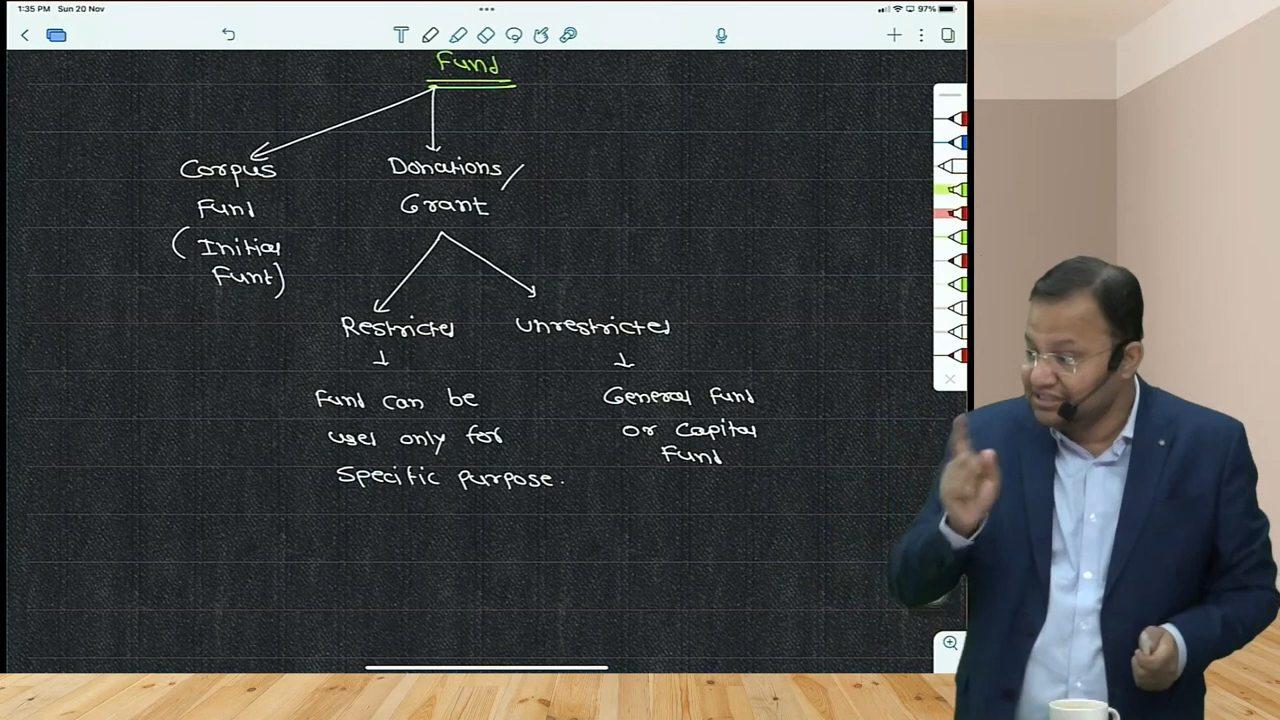 1:35 PM Sun 20 Nov
97%
Fund
Corpus
Fund
(Initial
Funt)
Donations/
Grant
Restricted
Unrestricted
Fund can be
used only for
Specific purpose.
General Fund
or Capital
Fund